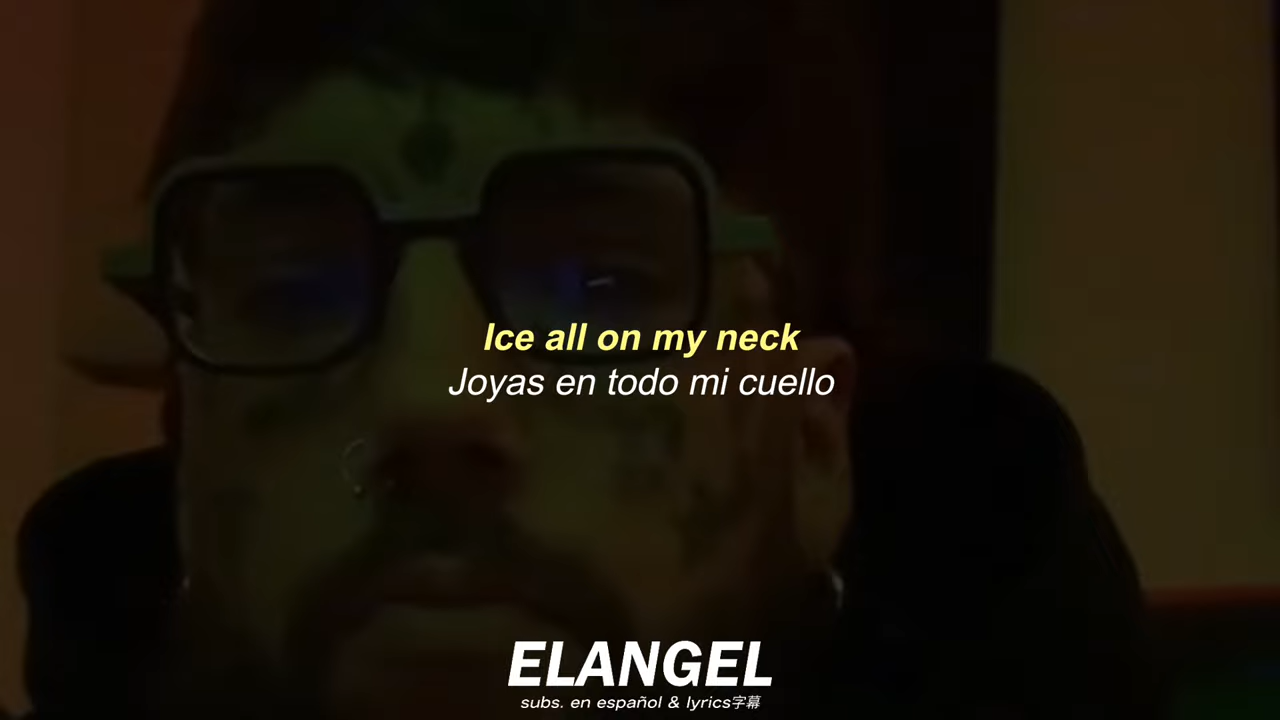 Ice all on my neck
Joyas en todo mi cuello
ELANGEL
subs. en español & lyrics字幕